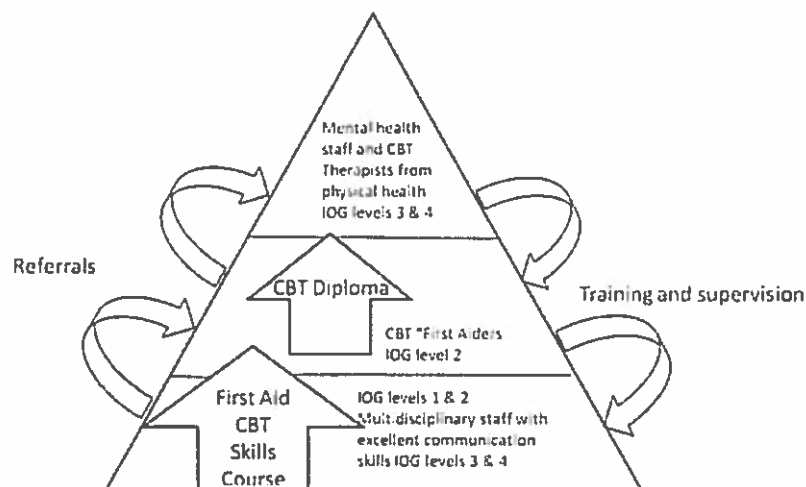 Mental health
staff and CBT
Therapists from
physical health
IOG levels 3 & 4
Referrals
CBT Diploma
Training and supervision
CBT "First Aiders
IOG level 2
First Aid
CBT
Skills
Course
IOG levels 1 & 2
Multidisciplinary staff with
excellent communication
skills IOG levels 3 & 4